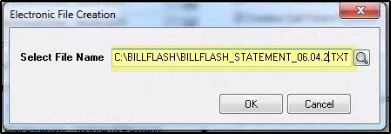 Electronic File Creation
Select File Name C:\BILLFLASH\BILLFLASH_STATEMENT_06.04.2.TXT
OK Cancel